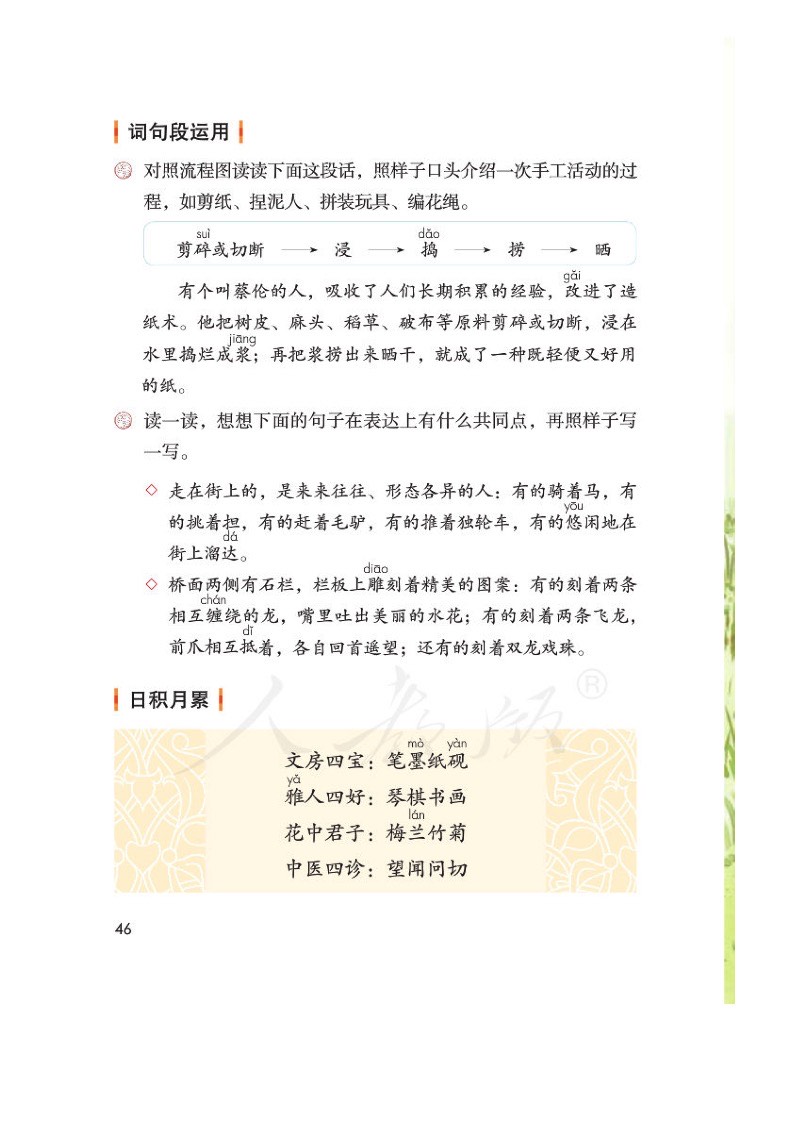 词句段运用
对照流程图读读下面这段话，照样子口头介绍一次手工活动的过
程，如剪纸、捏泥人、拼装玩具、编花绳。
suì dǎo
剪碎或切断 → 浸 → 捣 → 捞 → 晒
gǎi
有个叫蔡伦的人，吸收了人们长期积累的经验，改进了造
纸术。他把树皮、麻头、稻草、破布等原料剪碎或切断，浸在
jiāng
水里捣烂成浆；再把浆捞出来晒干，就成了一种既轻便又好用
的纸。
读一读，想想下面的句子在表达上有什么共同点，再照样子写
一写。
走在街上的，是来来往往、形态各异的人：有的骑着马，有
yōu
的挑着担，有的赶着毛驴，有的推着独轮车，有的悠闲地在
dá
街上溜达。
diāo
桥面两侧有石栏，栏板上雕刻着精美的图案：有的刻着两条
chán
相互缠绕的龙，嘴里吐出美丽的水花；有的刻着两条飞龙，
dǐ
前爪相互抵着，各自回首遥望；还有的刻着双龙戏珠。
日积月累
人教版®
mò yàn
文房四宝：笔墨纸砚
yǎ
雅人四好：琴棋书画
lán
花中君子：梅兰竹菊
中医四诊：望闻问切
46